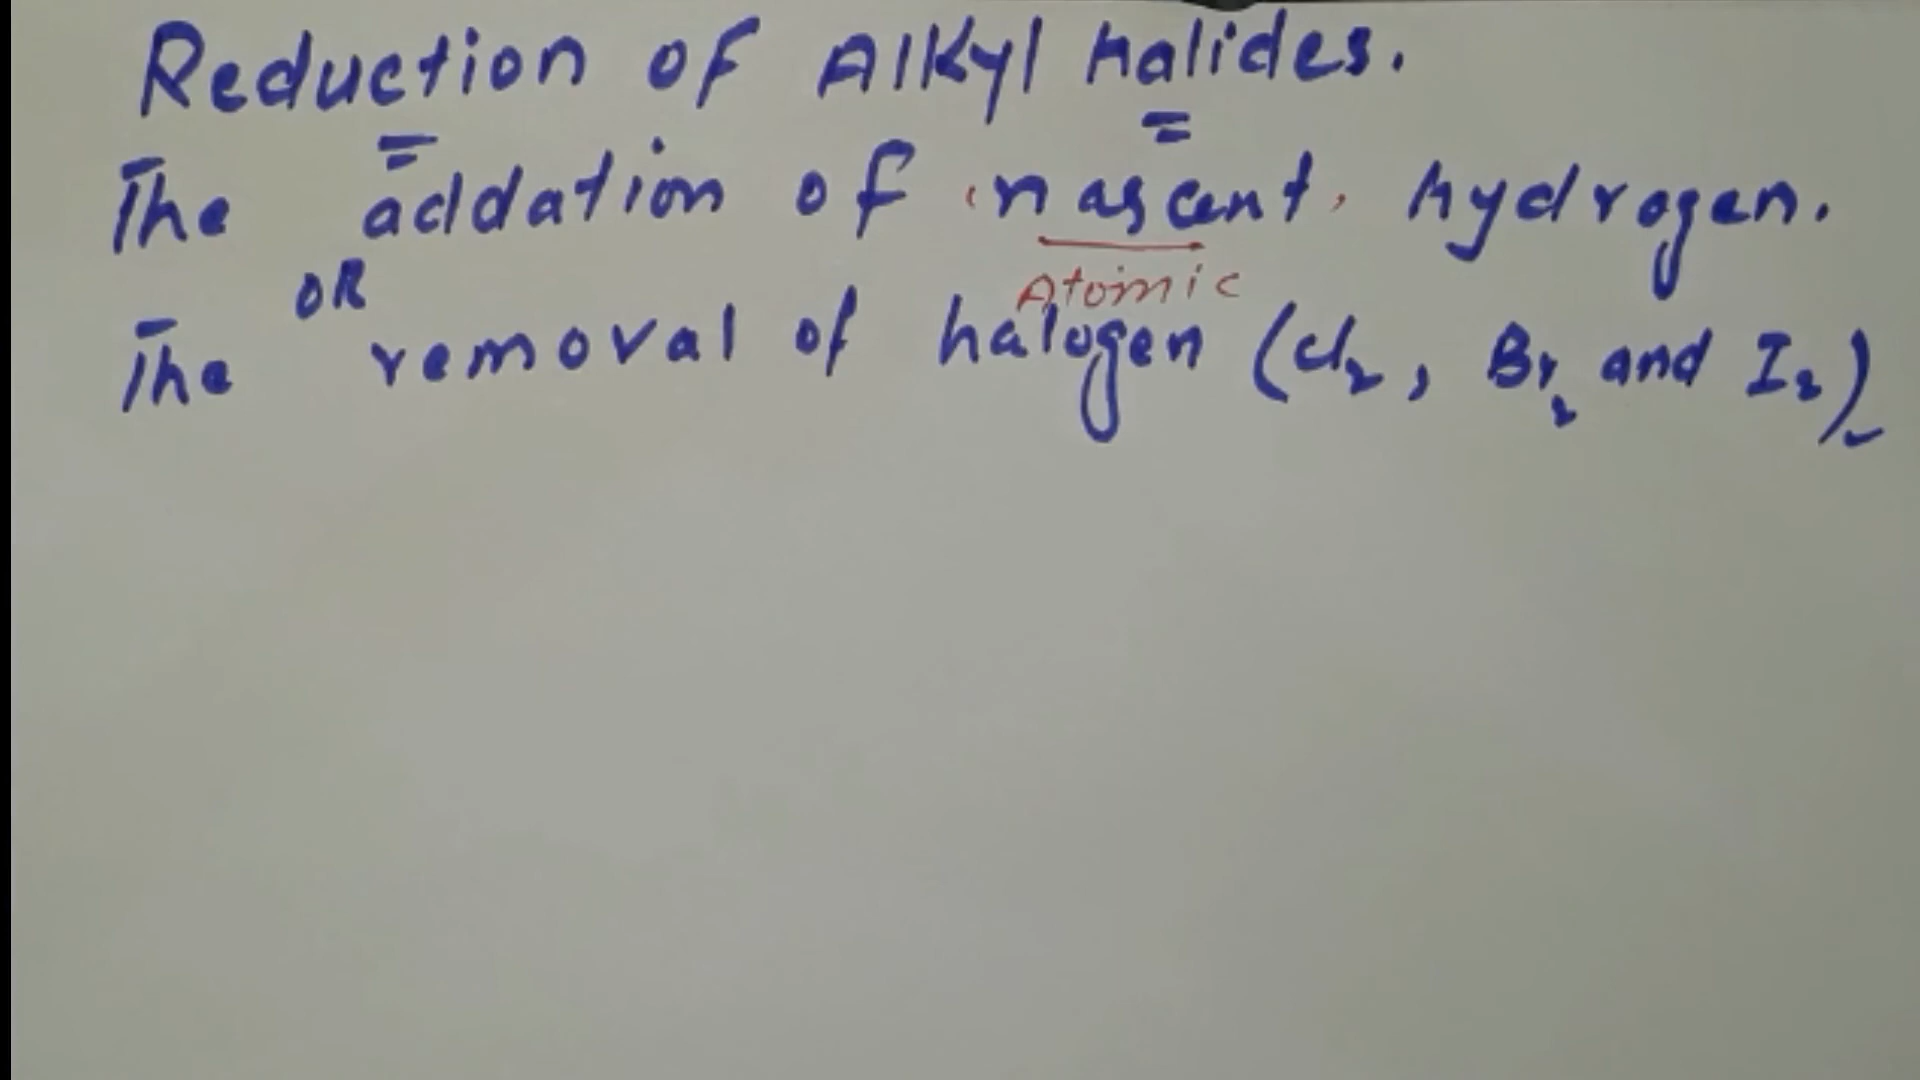 Reduction of Alkyl halides.
The addation of nascent hydrogen.
OR Atomic
The removal of halogen (Cl2, Br2 and I2)